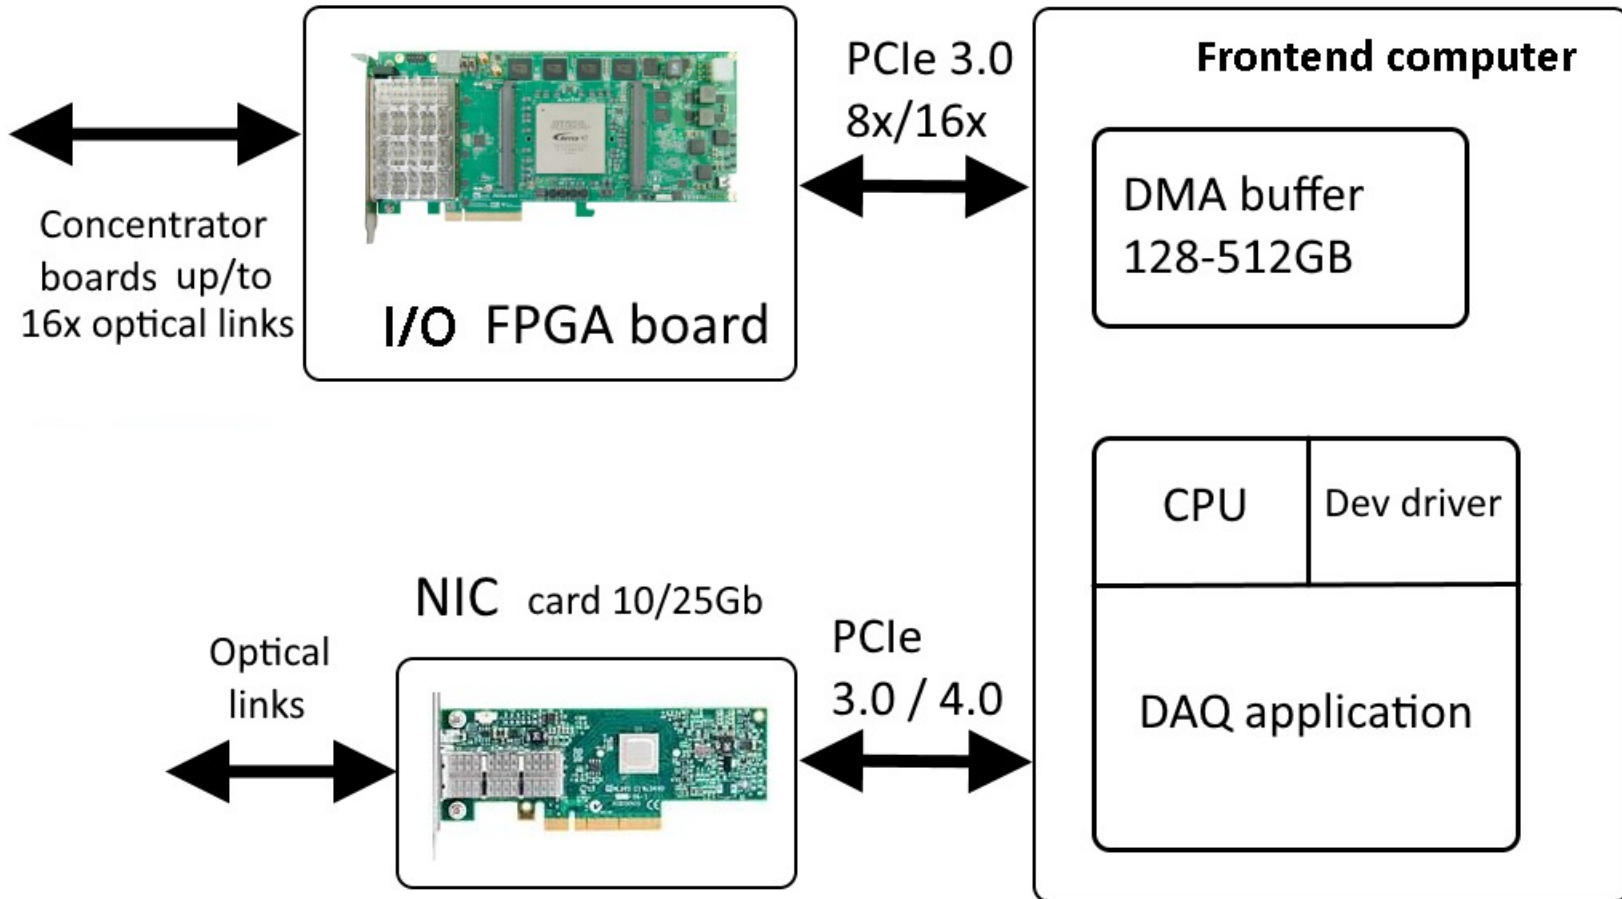 Frontend computer
PCIe 3.0
8x/16x
DMA buffer
128-512GB
Concentrator
boards up/to
16x optical links
I/O FPGA board
CPU
Dev driver
NIC card 10/25Gb
PCIe
3.0 / 4.0
Optical
links
DAQ application